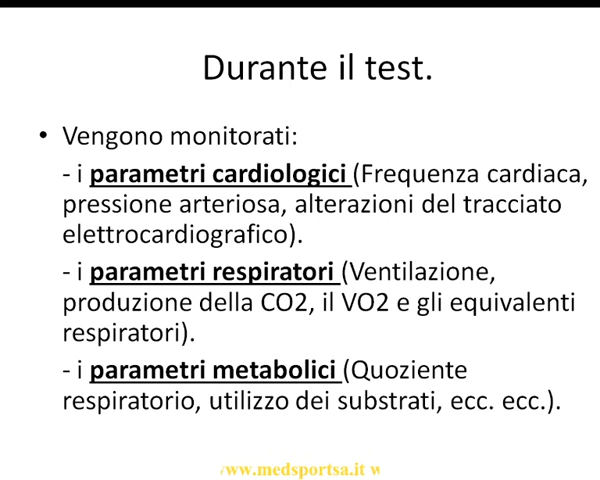 Durante il test.
• Vengono monitorati:
- i parametri cardiologici (Frequenza cardiaca,
pressione arteriosa, alterazioni del tracciato
elettrocardiografico).
- i parametri respiratori (Ventilazione,
produzione della CO2, il VO2 e gli equivalenti
respiratori).
- i parametri metabolici (Quoziente
respiratorio, utilizzo dei substrati, ecc. ecc.).
ww.medsportsa.it w